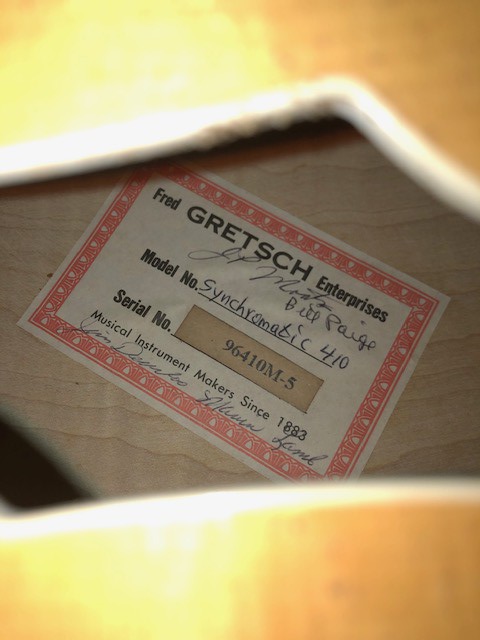 Fred GRETSCH Enterprises
Bill Paige
Model No. Synchromatic 410
Serial No. 96410M-5
Musical Instrument Makers Since 1883